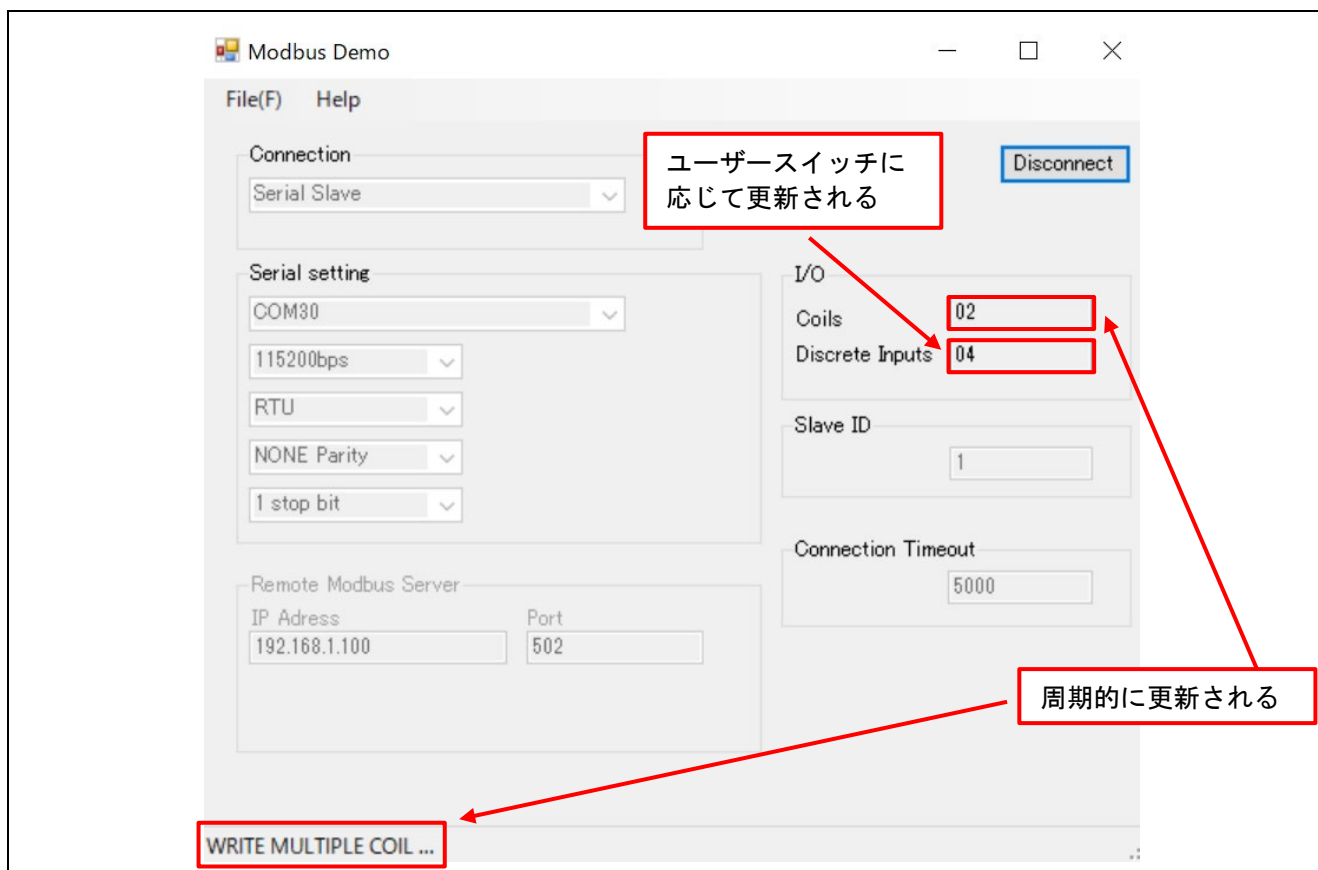 Modbus Demo
File(F) Help
Connection
Serial Slave
ユーザースイッチに
応じて更新される
Disconnect
Serial setting
COM30
115200bps
RTU
NONE Parity
1 stop bit
I/O
Coils 02
Discrete Inputs 04
Slave ID
1
Connection Timeout
5000
Remote Modbus Server
IP Adress Port
192.168.1.100 502
周期的に更新される
WRITE MULTIPLE COIL ...